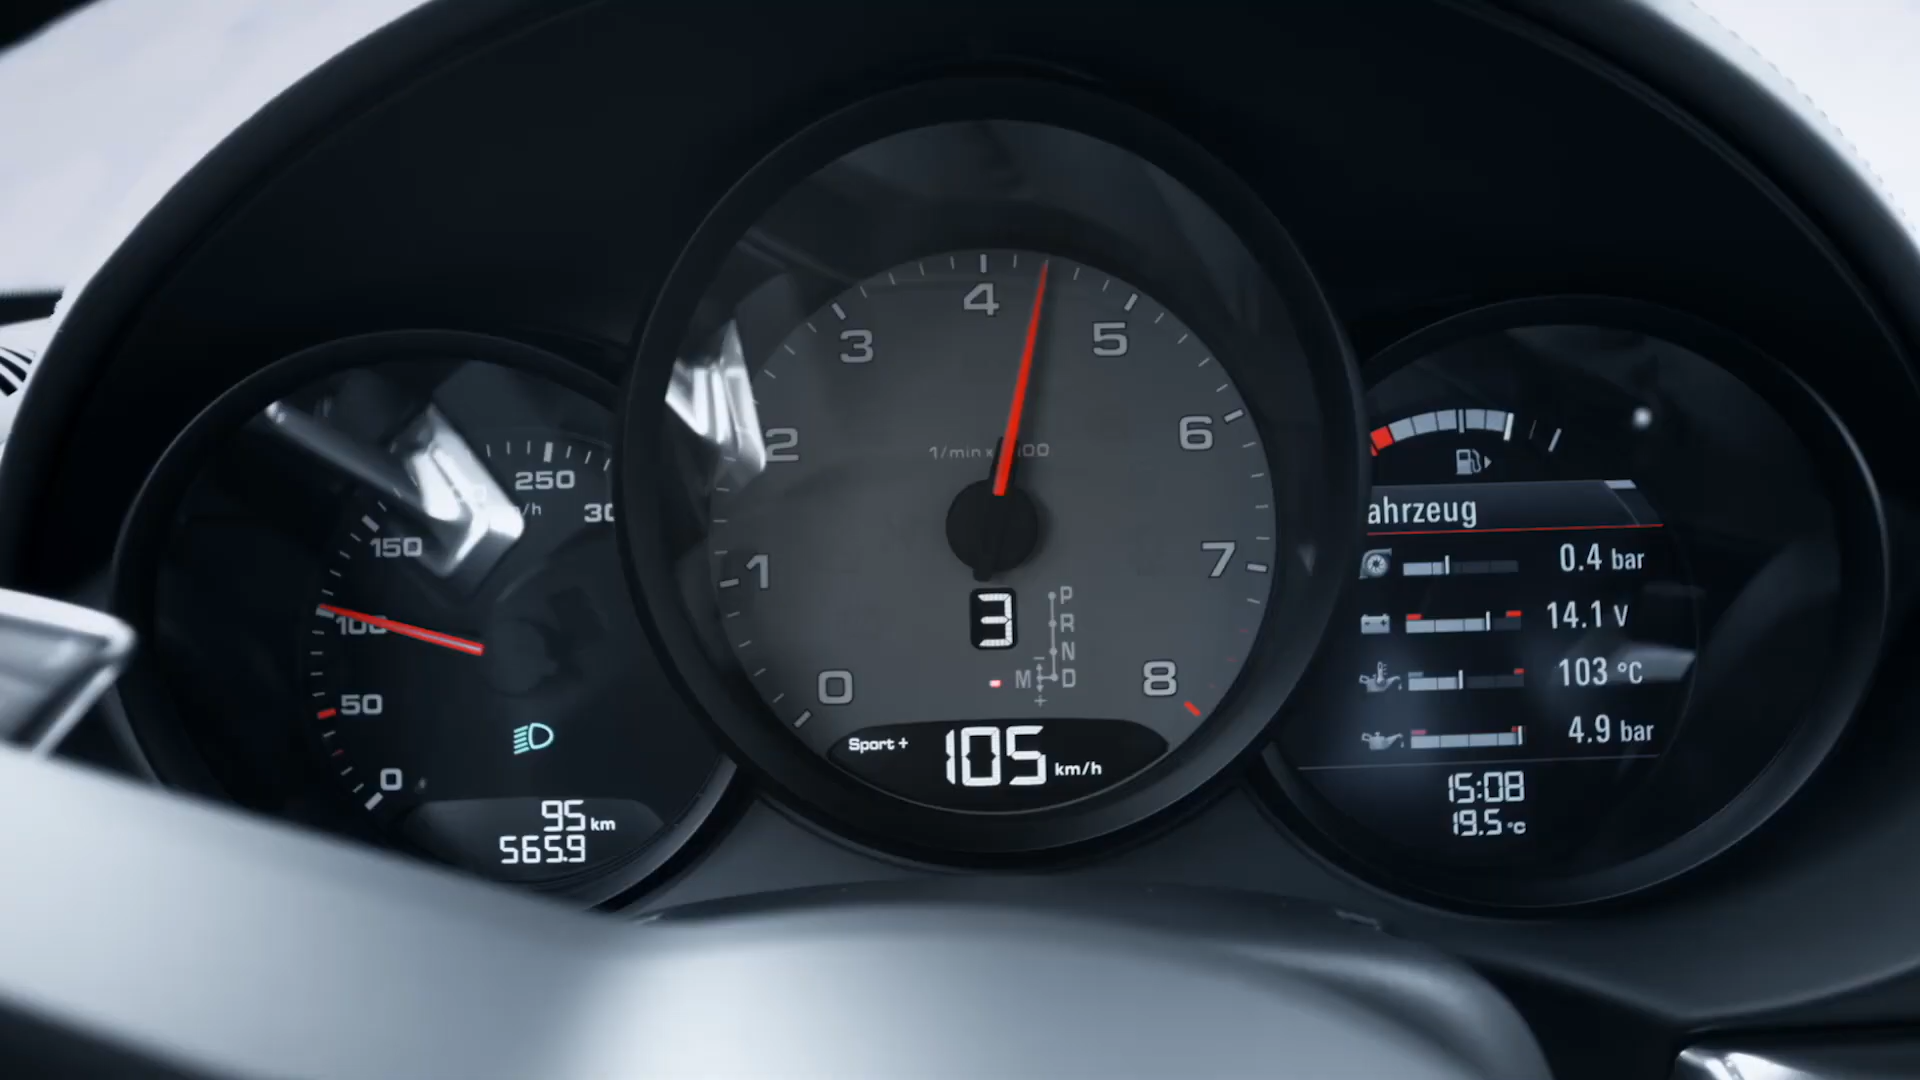 250
30
150
100
50
0
95 km
565.9
4
3
5
2
6
1
7
0
8
1/min x
3
P
R
N
M D
+
Sport +
105 km/h
ahrzeug
0.4 bar
14.1 V
103 °C
4.9 bar
15:08
19.5 °C